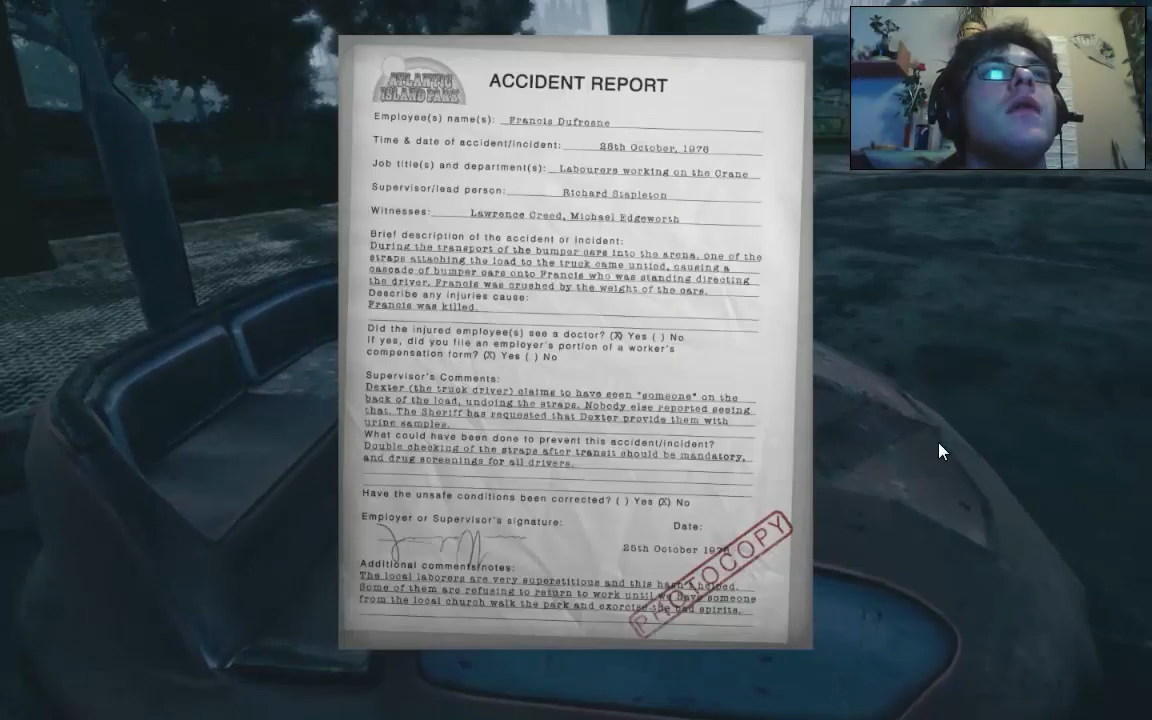 ATLANTIC
ISLAND PARK
ACCIDENT REPORT
Employee(s) name(s): Francis Dufresne
Time & date of accident/incident: 25th October, 1976
Job title(s) and department(s): Labourers working on the Crane
Supervisor/lead person: Richard Stapleton
Witnesses: Lawrence Creed, Michael Edgeworth
Brief description of the accident or incident:
During the transport of the bumper cars into the arena, one of the
straps attaching the load to the truck came untied, causing a
cascade of bumper cars onto Francis who was standing directing
the driver. Francis was crushed by the weight of the cars.
Describe any injuries cause:
Francis was killed.
Did the injured employee(s) see a doctor? (X) Yes ( ) No
If yes, did you file an employer's portion of a worker's
compensation form? (X) Yes ( ) No
Supervisor's Comments:
Dexter (the truck driver) claims to have seen "someone" on the
back of the load, undoing the straps. Nobody else reported seeing
that. The Sheriff has requested that Dexter provide them with
urine samples.
What could have been done to prevent this accident/incident?
Double checking of the straps after transit should be mandatory,
and drug screenings for all drivers.
Have the unsafe conditions been corrected? ( ) Yes (X) No
Employer or Supervisor's signature:
Date:
25th October 1976
PHOTOCOPY
Additional comments/notes:
The local laborers are very superstitious and this hasn't helped.
Some of them are refusing to return to work until we have someone
from the local church walk the park and exorcise the bad spirits.